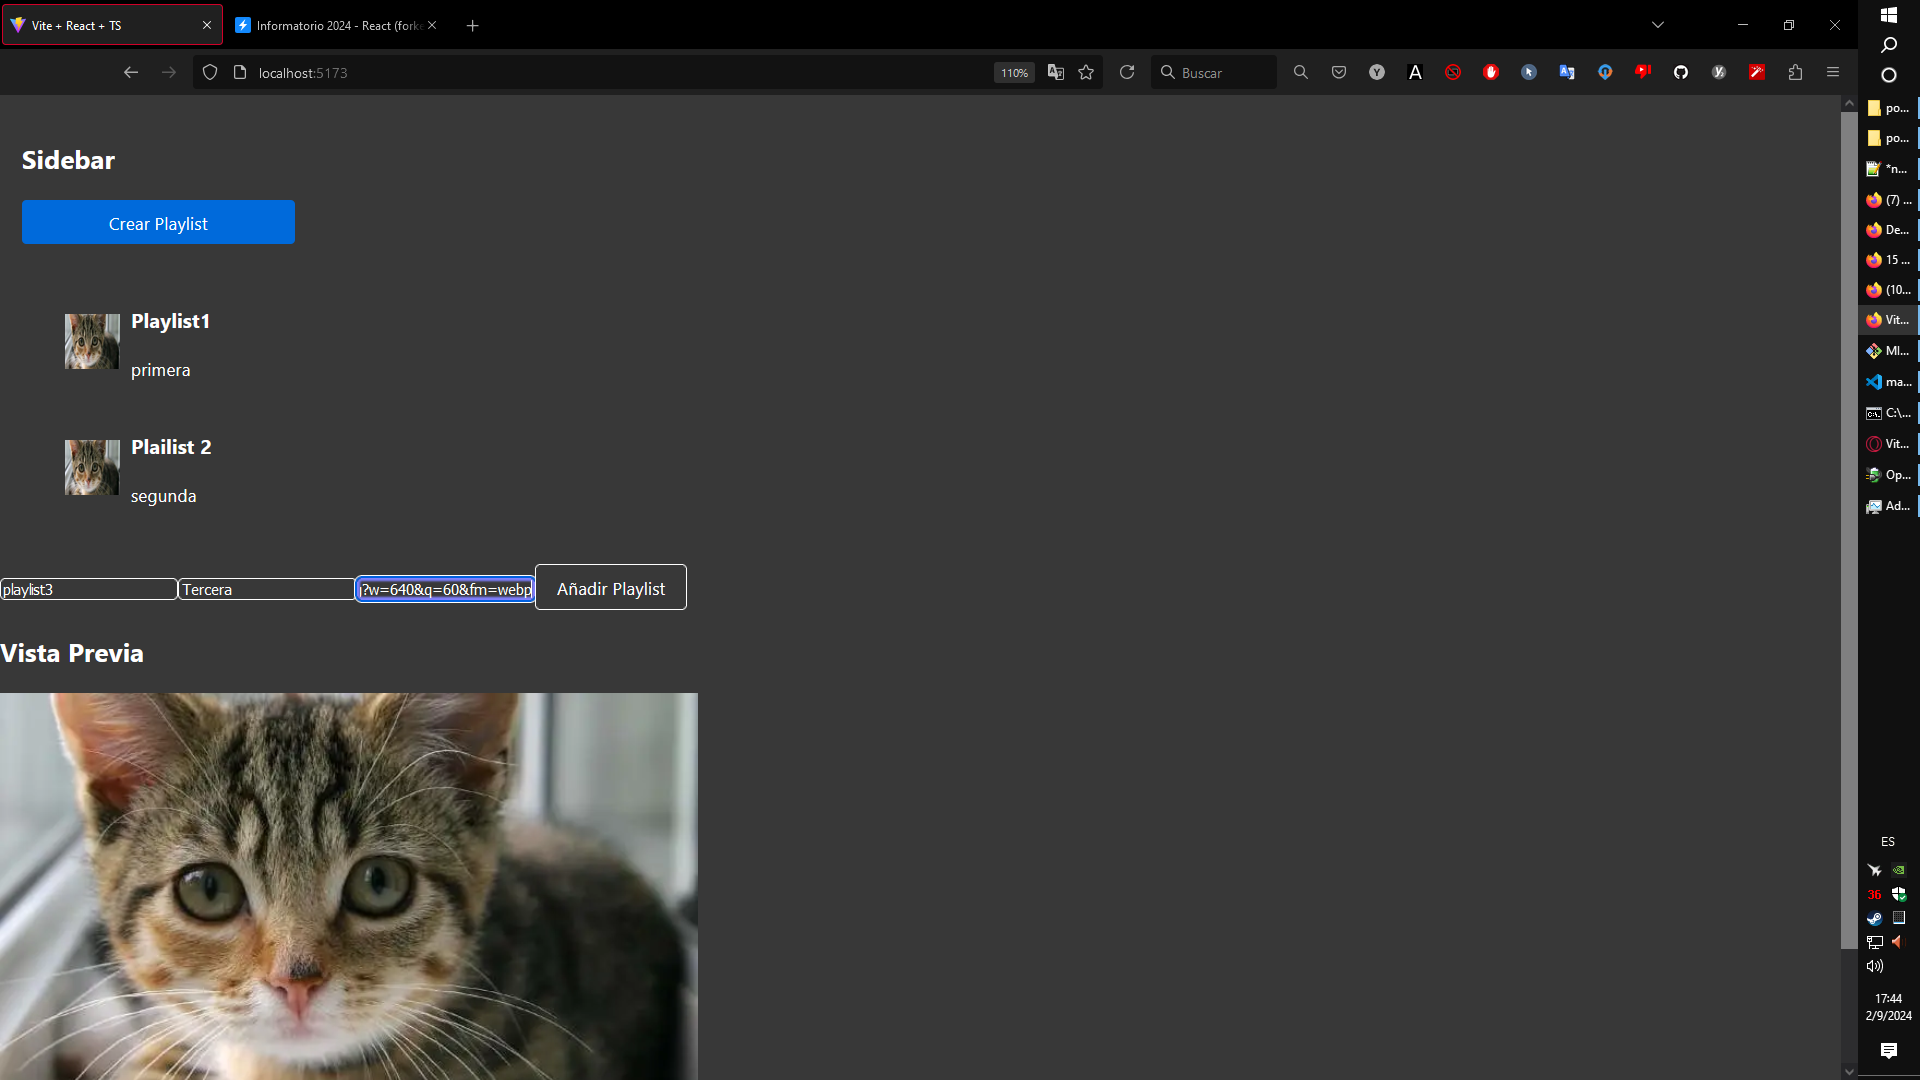 Vite + React + TS
Informatorio 2024 - React (forke
localhost:5173
110%
Buscar
Sidebar
Crear Playlist
Playlist1
primera
Plailist 2
segunda
playlist3
Tercera
?w=640&q=60&fm=webp
Añadir Playlist
Vista Previa
po...
po...
*n...
(7) ...
De...
15 ...
(10...
Vit...
MI...
ma...
C:\...
Vit...
Op...
Ad...
ES
36
17:44
2/9/2024